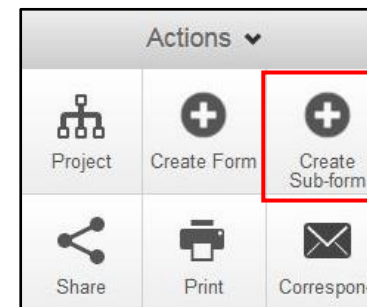 Actions
Project
Create Form
Create
Sub-form
Share
Print
Correspon